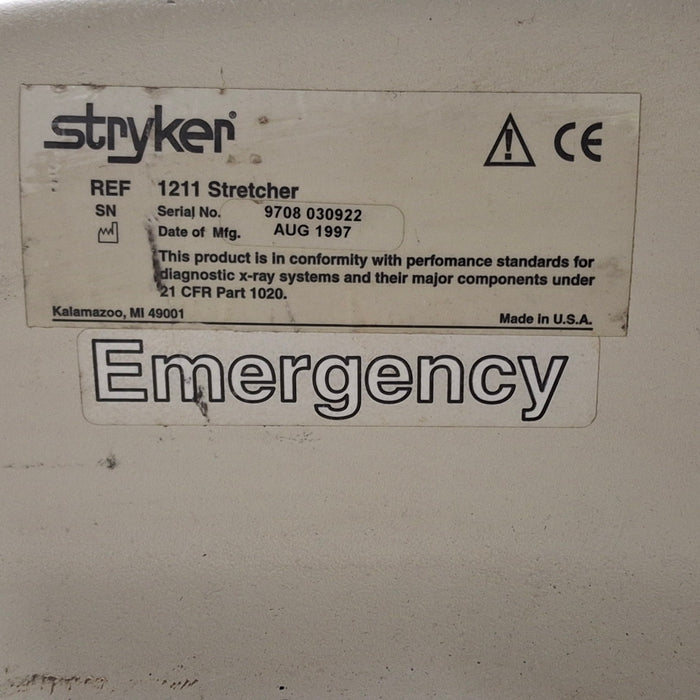 stryker®
CE
REF 1211 Stretcher
SN Serial No. 9708 030922
Date of Mfg. AUG 1997
This product is in conformity with perfomance standards for
diagnostic x-ray systems and their major components under
21 CFR Part 1020.
Kalamazoo, MI 49001
Made in U.S.A.
Emergency